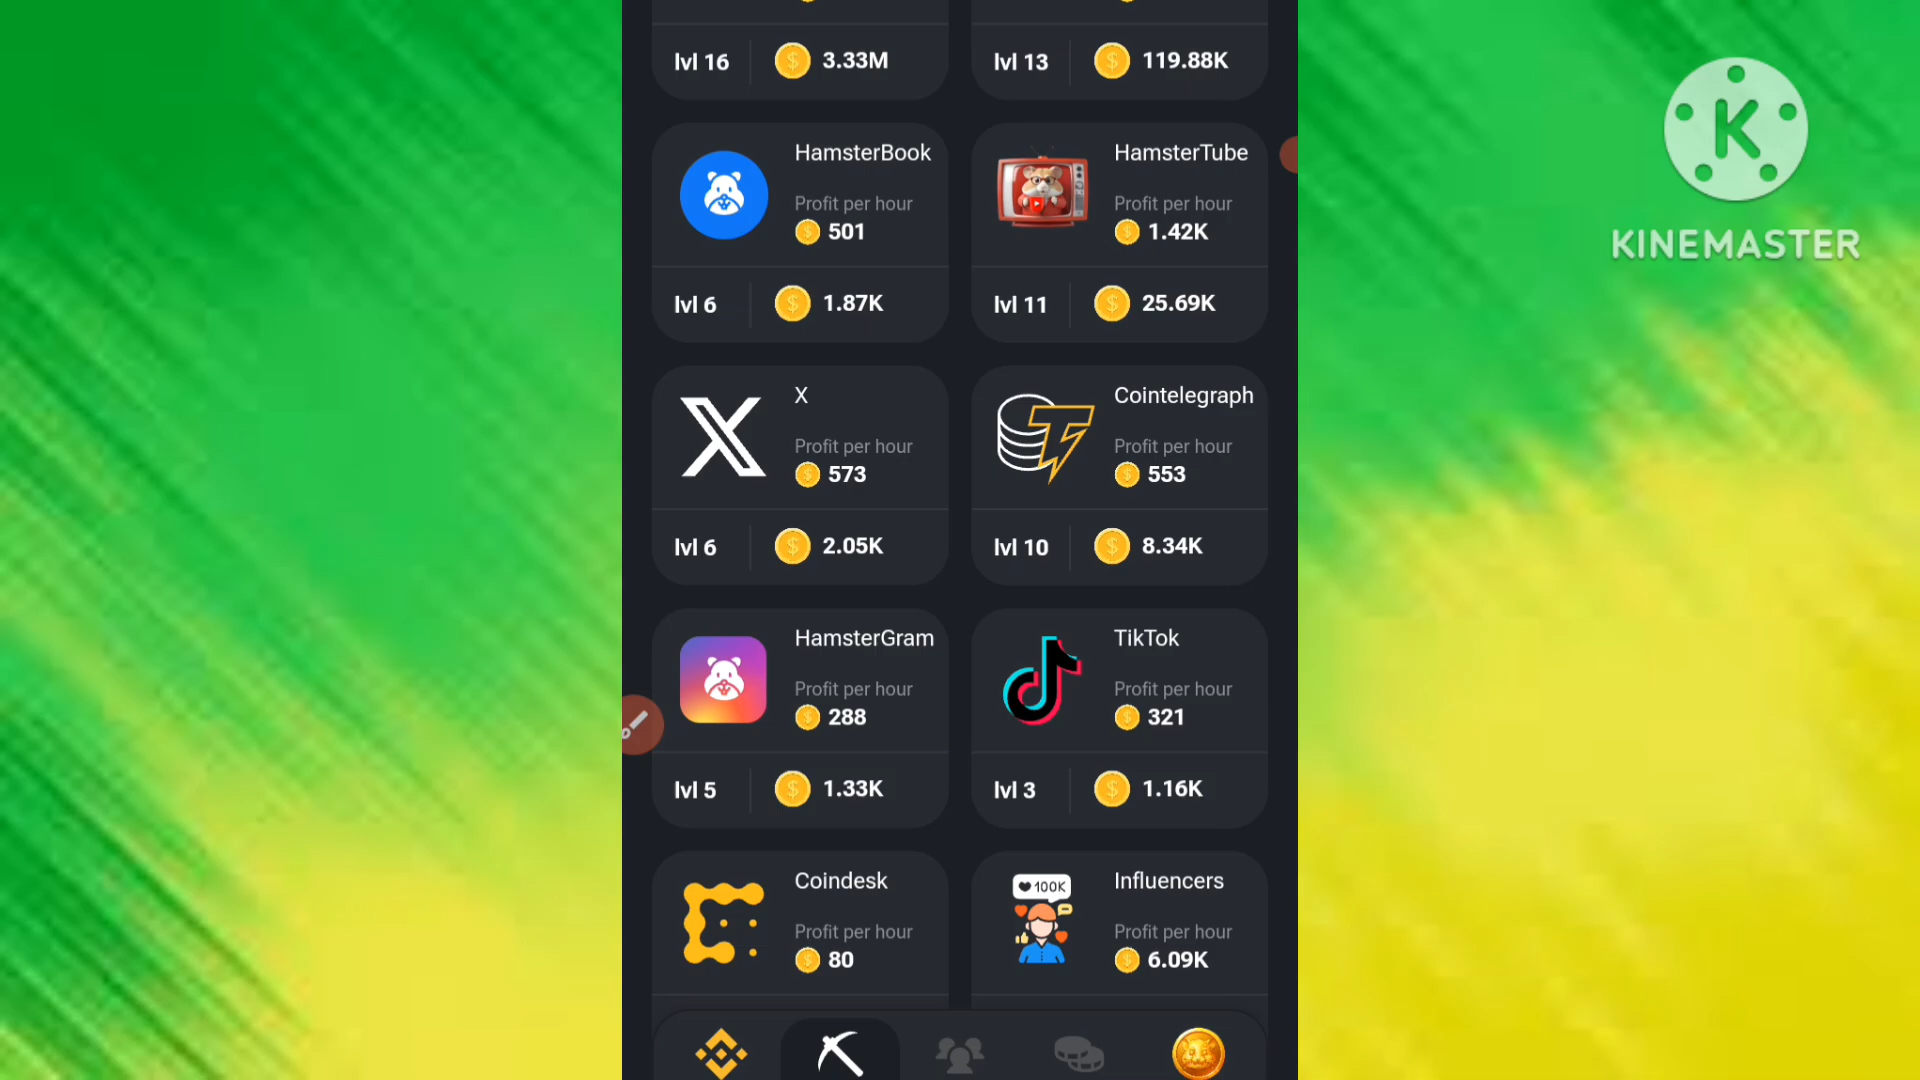 lvl 16 3.33M
lvl 13 119.88K
HamsterBook
Profit per hour
501
lvl 6 1.87K
HamsterTube
Profit per hour
1.42K
lvl 11 25.69K
X
Profit per hour
573
lvl 6 2.05K
Cointelegraph
Profit per hour
553
lvl 10 8.34K
HamsterGram
Profit per hour
288
lvl 5 1.33K
TikTok
Profit per hour
321
lvl 3 1.16K
Coindesk
Profit per hour
80
100K
Influencers
Profit per hour
6.09K
K
KINEMASTER